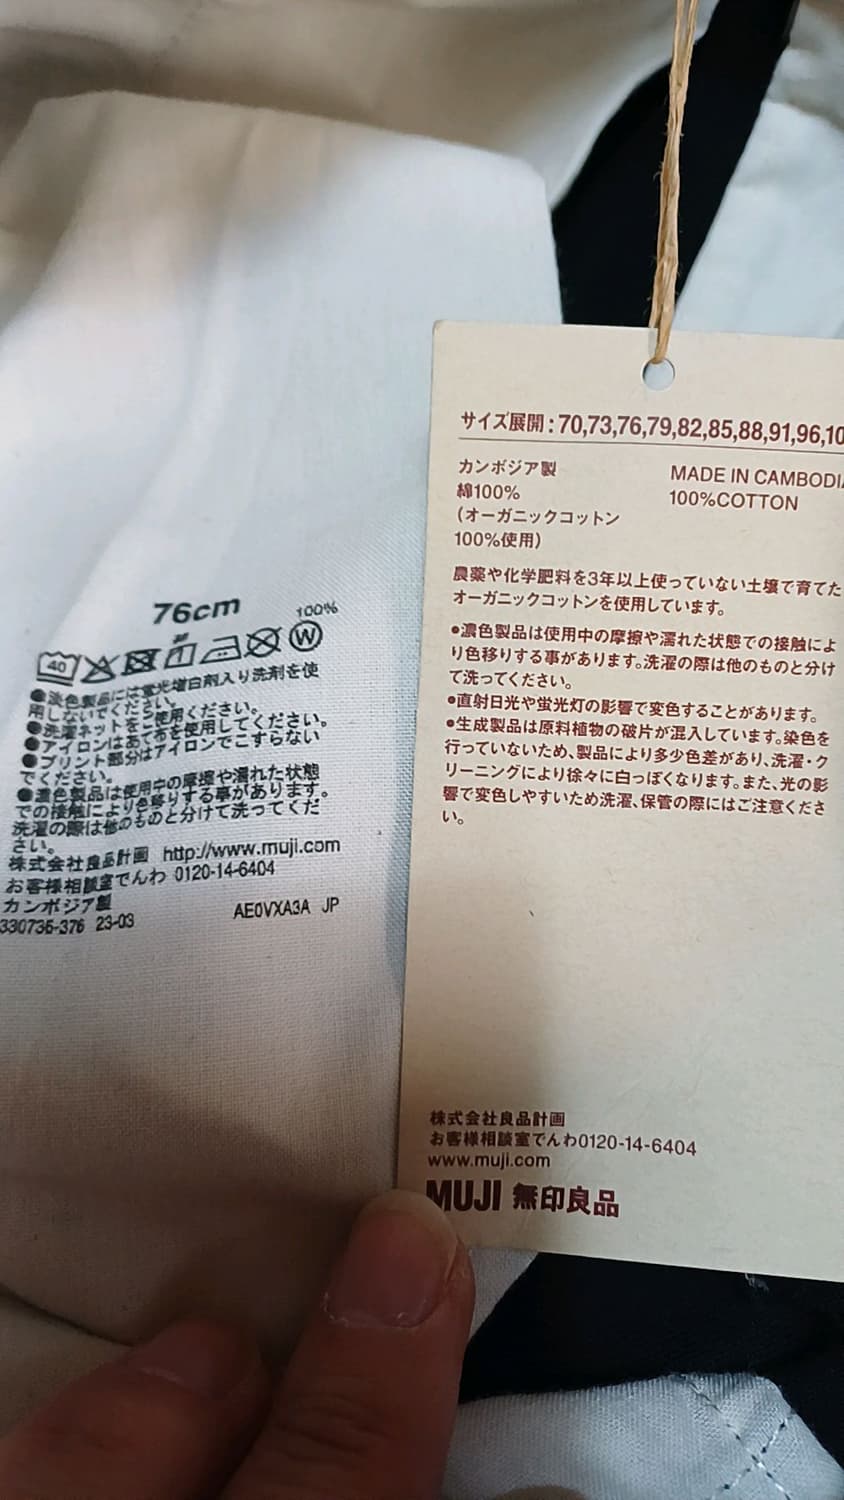 76cm
100%
40
W
●淡色製品には蛍光増白剤入り洗剤を使
用しないでください。
●洗濯ネットをご使用ください。
●アイロンはあて布を使用してください。
●プリント部分はアイロンでこすらない
でください。
●濃色製品は使用中の摩擦や濡れた状態
での接触により色移りする事があります。
洗濯の際は他のものと分けて洗ってくだ
さい。
株式会社良品計画 http://www.muji.com
お客様相談室でんわ 0120-14-6404
カンボジア製
330736-376 23-03 AE0VXA3A JP
サイズ展開:70,73,76,79,82,85,88,91,96,10
カンボジア製
綿100%
(オーガニックコットン
100%使用)
MADE IN CAMBODIA
100%COTTON
農薬や化学肥料を3年以上使っていない土壌で育てた
オーガニックコットンを使用しています。
●濃色製品は使用中の摩擦や濡れた状態での接触によ
り色移りする事があります。洗濯の際は他のものと分け
て洗ってください。
●直射日光や蛍光灯の影響で変色することがあります。
●生成製品は原料植物の破片が混入しています。染色を
行っていないため、製品により多少色差があり、洗濯・ク
リーニングにより徐々に白っぽくなります。また、光の影
響で変色しやすいため洗濯、保管の際にはご注意くださ
い。
株式会社良品計画
お客様相談室でんわ0120-14-6404
www.muji.com
MUJI 無印良品